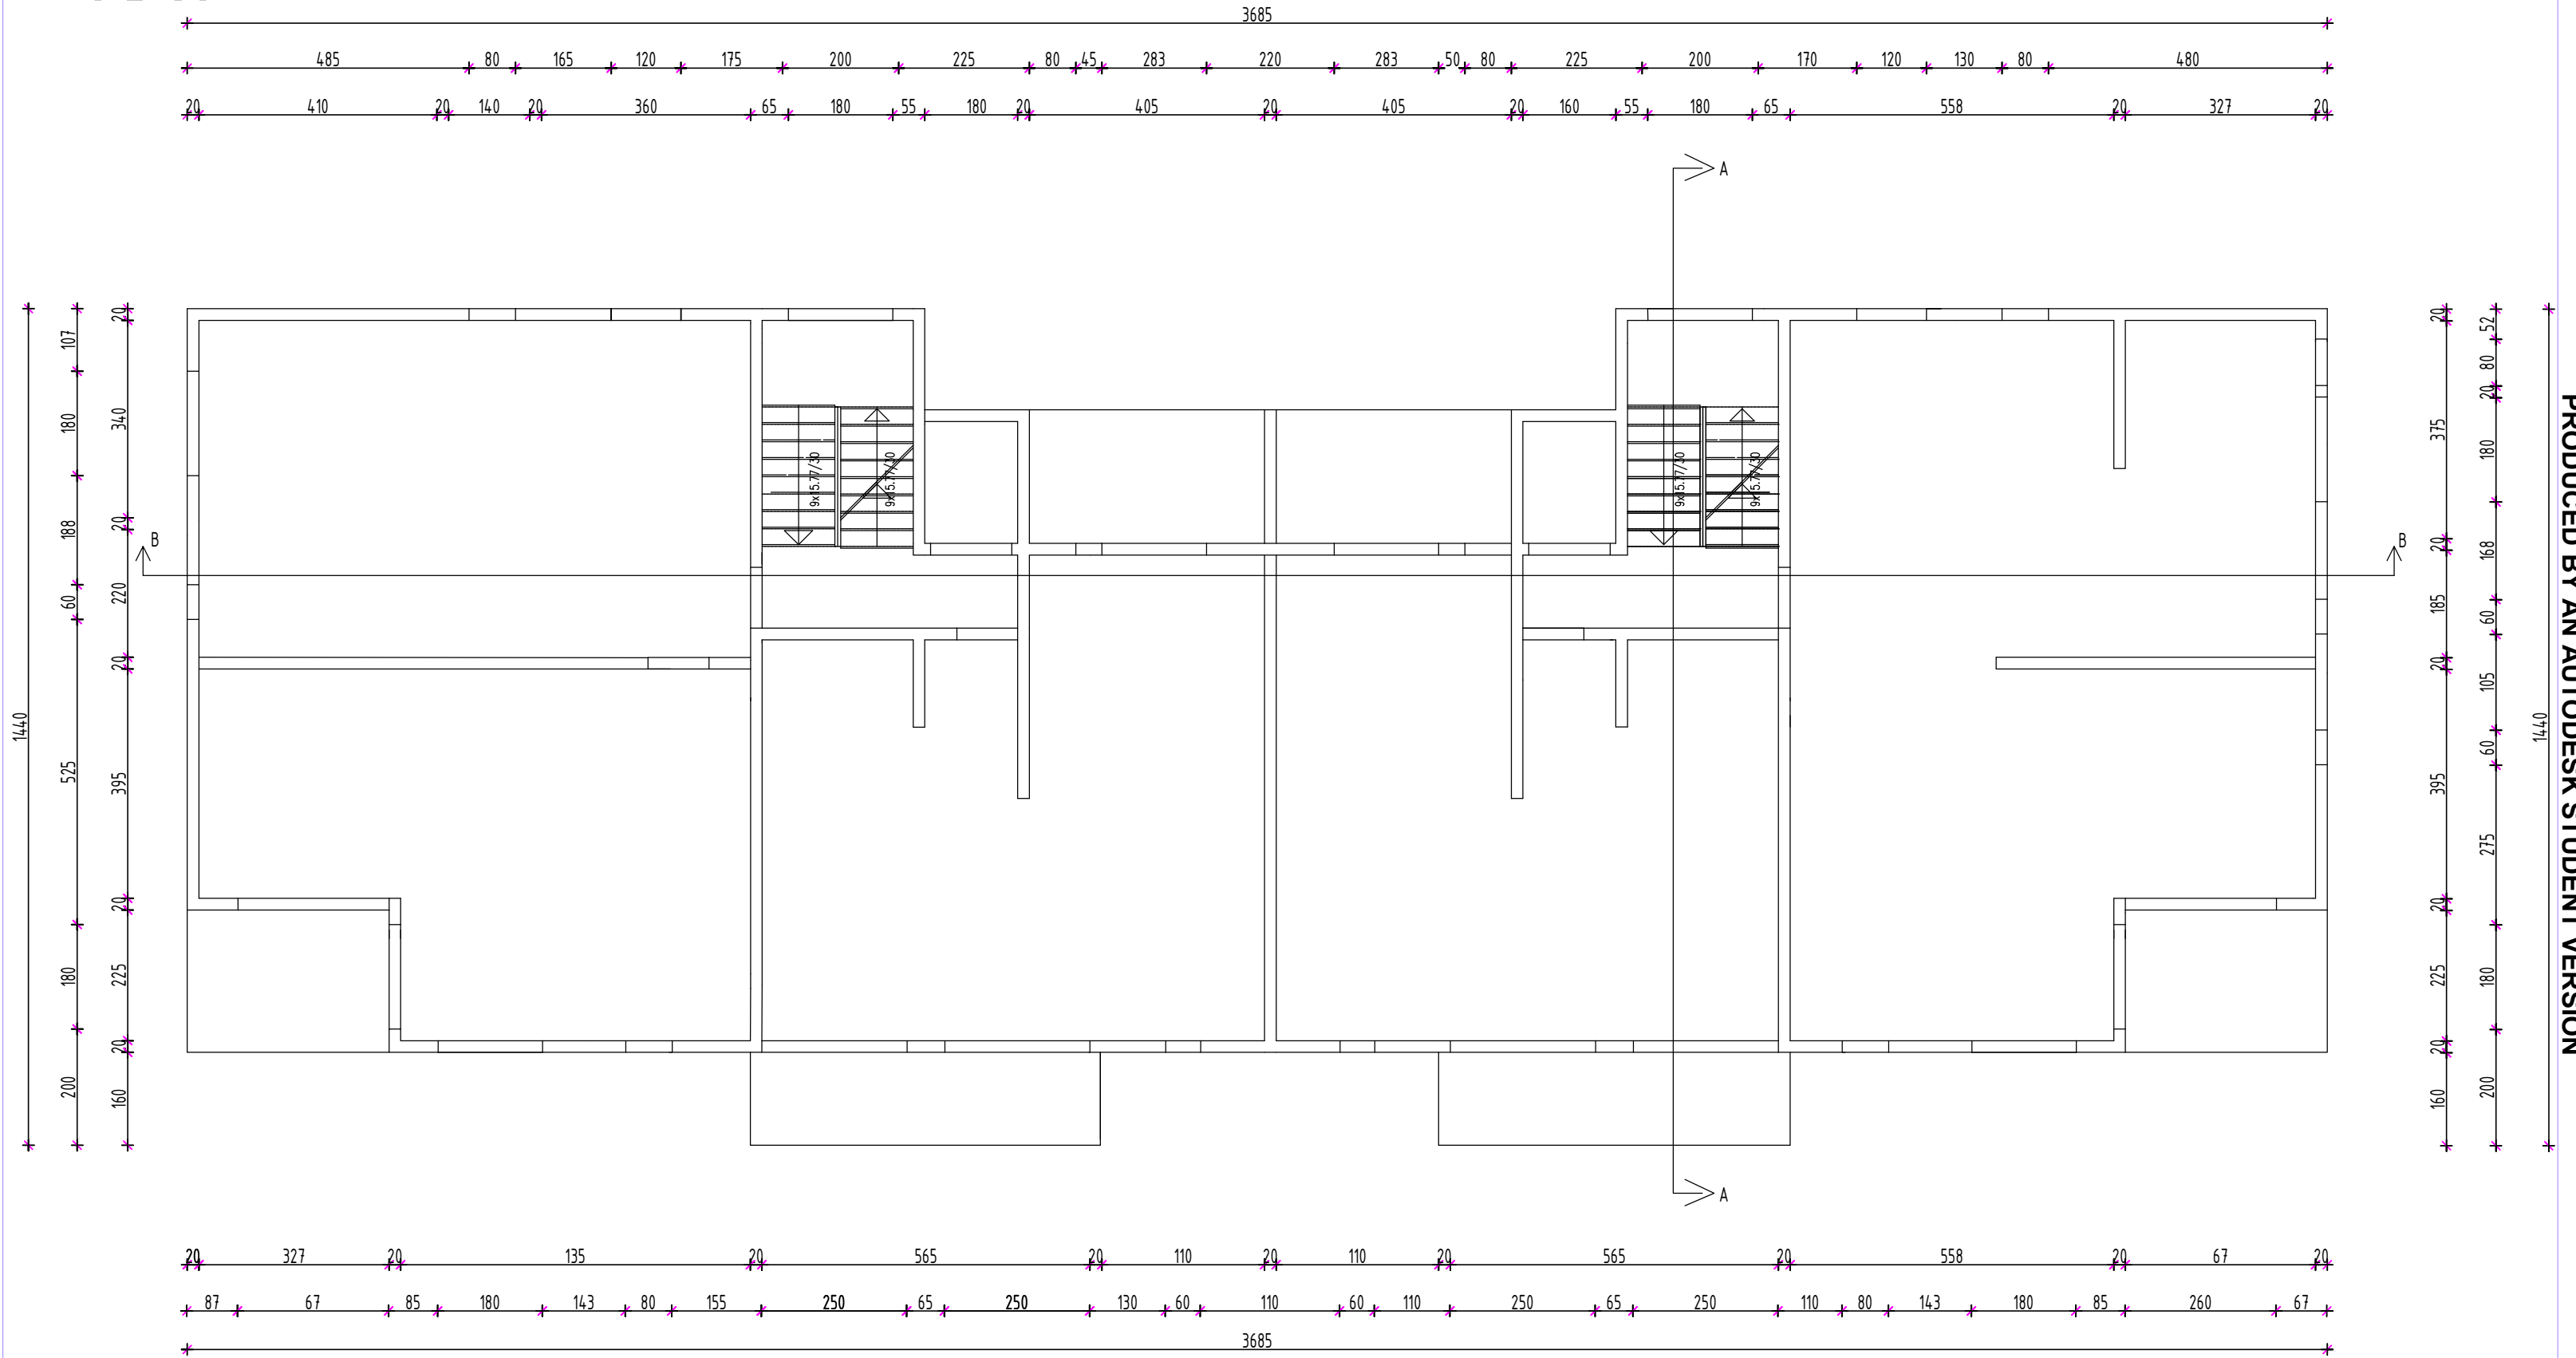 3685
485 80 165 120 175 200 225 80 45 283 220 283 50 80 225 200 170 120 130 80 480
20 410 20 140 20 360 65 180 55 180 20 405 20 405 20 160 55 180 65 558 20 327 20
A
1440
107 180 188 60 525 180 200
20 340 20 220 20 395 20 225 20 160
B
9x15.77/30
9x15.77/30
9x15.77/30
9x15.77/30
B
20 375 20 185 20 395 20 225 20 160
52 80 20 180 168 60 105 60 275 180 200
1440
PRODUCED BY AN AUTODESK STUDENT VERSION
A
20 327 20 135 20 565 20 110 20 110 20 565 20 558 20 67 20
87 67 85 180 143 80 155 250 65 250 130 60 110 60 110 250 65 250 110 80 143 180 85 260 67
3685